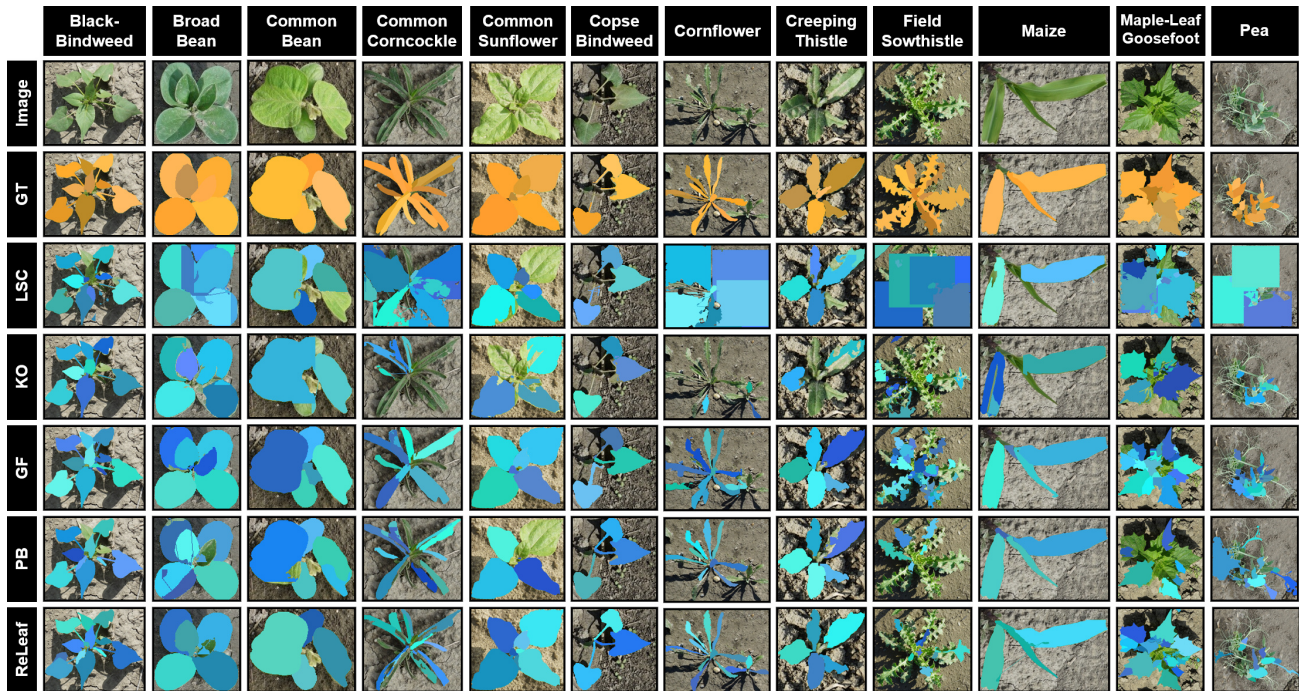 Black-
Bindweed
Broad
Bean
Common
Bean
Common
Corncockle
Common
Sunflower
Copse
Bindweed
Cornflower
Creeping
Thistle
Field
Sowthistle
Maize
Maple-Leaf
Goosefoot
Pea
Image
GT
LSC
KO
GF
PB
ReLeaf